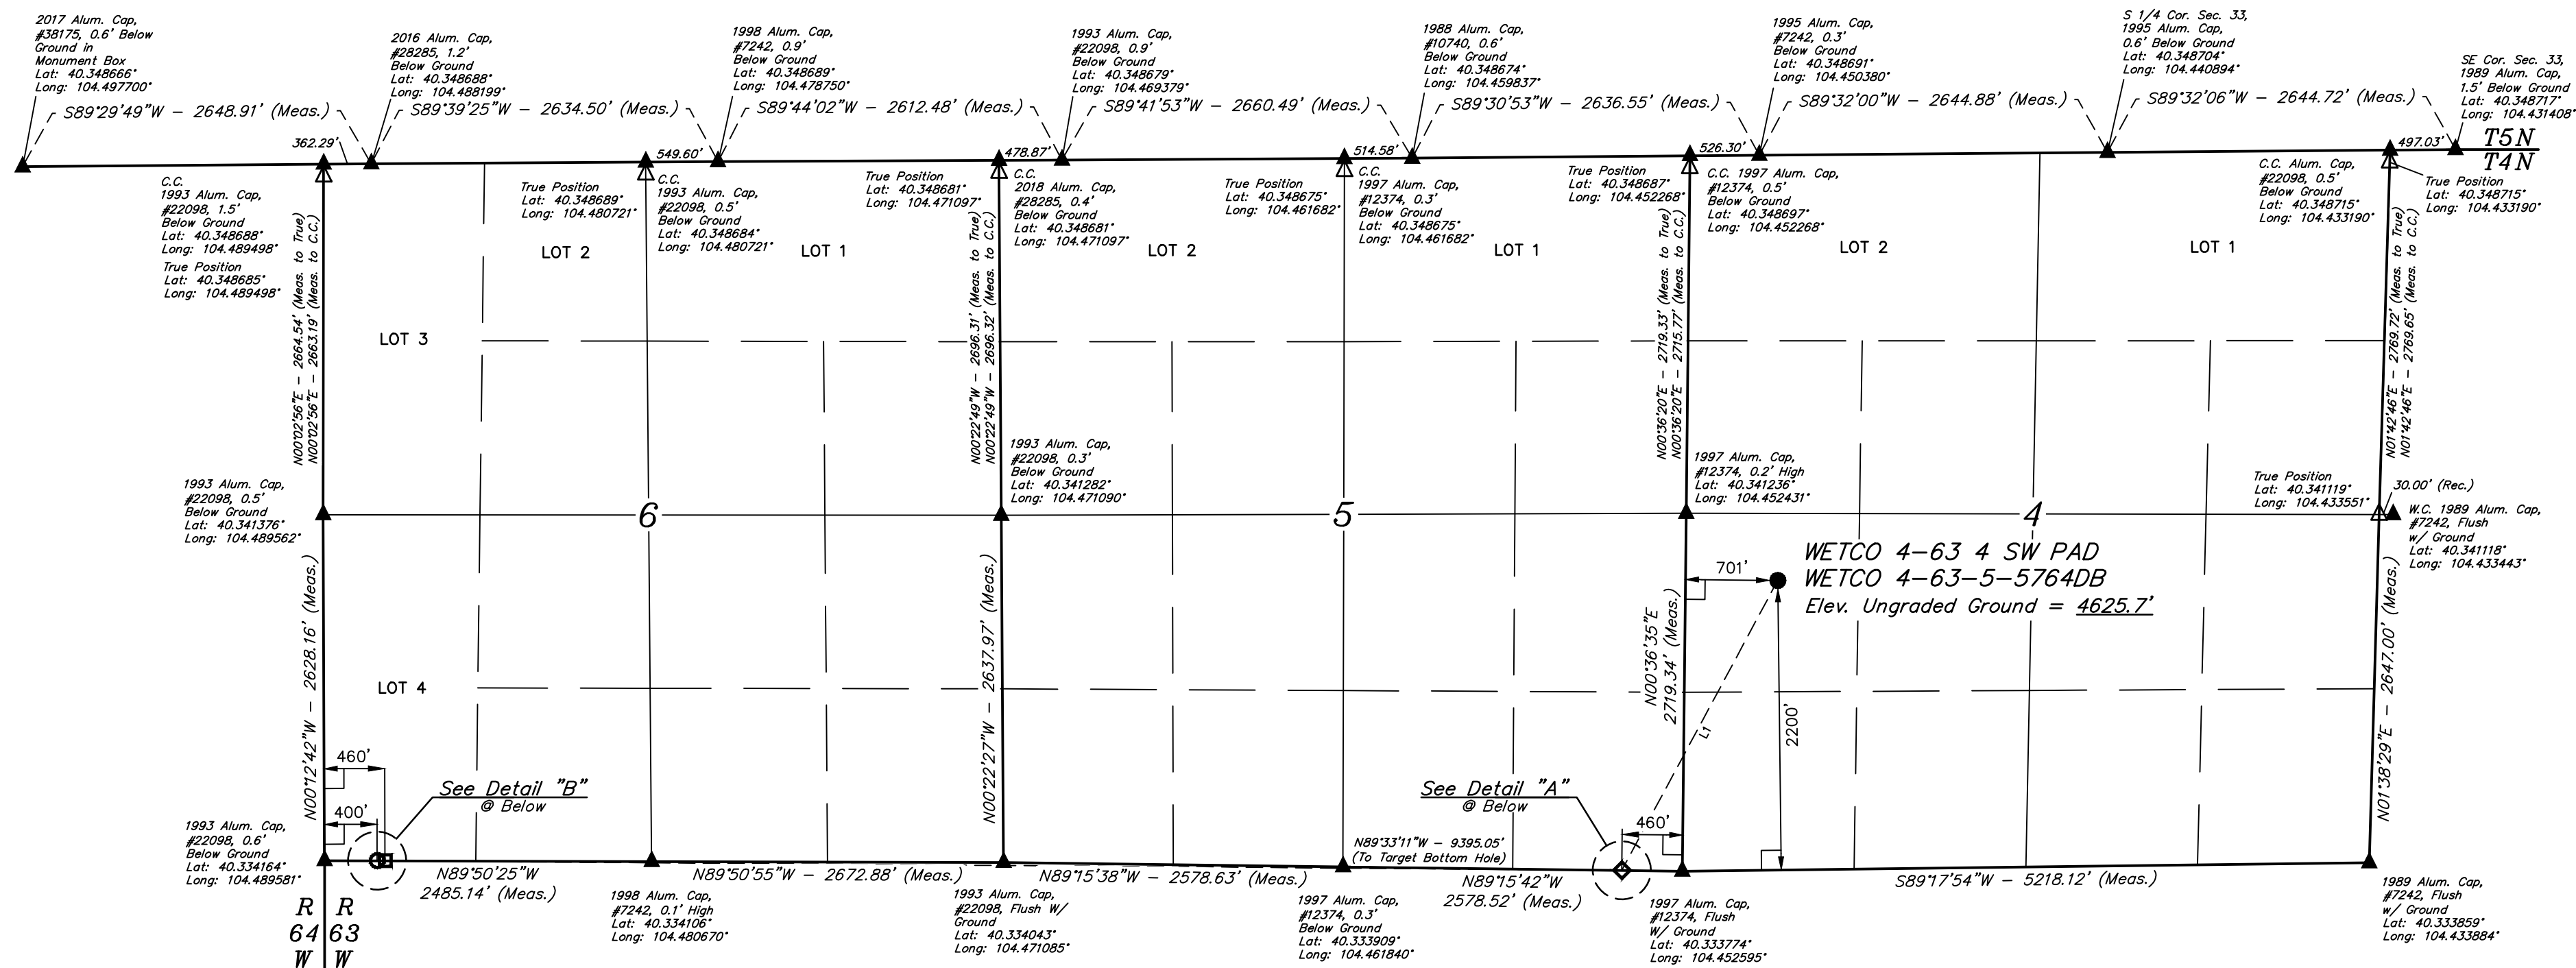 2017 Alum. Cap,
#38175, 0.6' Below
Ground in
Monument Box
Lat: 40.348666°
Long: 104.497700°
2016 Alum. Cap,
#28285, 1.2'
Below Ground
Lat: 40.348688°
Long: 104.488199°
1998 Alum. Cap,
#7242, 0.9'
Below Ground
Lat: 40.348689°
Long: 104.478750°
1993 Alum. Cap,
#22098, 0.9'
Below Ground
Lat: 40.348679°
Long: 104.469379°
1988 Alum. Cap,
#10740, 0.6'
Below Ground
Lat: 40.348674°
Long: 104.459837°
1995 Alum. Cap,
#7242, 0.3'
Below Ground
Lat: 40.348691°
Long: 104.450380°
S 1/4 Cor. Sec. 33,
1995 Alum. Cap,
0.6' Below Ground
Lat: 40.348704°
Long: 104.440894°
SE Cor. Sec. 33,
1989 Alum. Cap,
1.5' Below Ground
Lat: 40.348717°
Long: 104.431408°
S89°29'49"W - 2648.91' (Meas.)
S89°39'25"W - 2634.50' (Meas.)
S89°44'02"W - 2612.48' (Meas.)
S89°41'53"W - 2660.49' (Meas.)
S89°30'53"W - 2636.55' (Meas.)
S89°32'00"W - 2644.88' (Meas.)
S89°32'06"W - 2644.72' (Meas.)
362.29'
549.60'
478.87'
514.58'
526.30'
497.03'
T5N
T4N
C.C.
1993 Alum. Cap,
#22098, 1.5'
Below Ground
Lat: 40.348688°
Long: 104.489498°
True Position
Lat: 40.348685°
Long: 104.489498°
True Position
Lat: 40.348689°
Long: 104.480721°
C.C.
1993 Alum. Cap,
#22098, 0.5'
Below Ground
Lat: 40.348684°
Long: 104.480721°
True Position
Lat: 40.348681°
Long: 104.471097°
C.C.
2018 Alum. Cap,
#28285, 0.4'
Below Ground
Lat: 40.348681°
Long: 104.471097°
True Position
Lat: 40.348675°
Long: 104.461682°
C.C.
1997 Alum. Cap,
#12374, 0.3'
Below Ground
Lat: 40.348675
Long: 104.461682°
True Position
Lat: 40.348687°
Long: 104.452268°
C.C. 1997 Alum. Cap,
#12374, 0.5'
Below Ground
Lat: 40.348697°
Long: 104.452268°
C.C. Alum. Cap,
#22098, 0.5'
Below Ground
Lat: 40.348715°
Long: 104.433190°
True Position
Lat: 40.348715°
Long: 104.433190°
LOT 2
LOT 1
LOT 2
LOT 1
LOT 2
LOT 1
LOT 3
N00°02'56"E - 2664.54' (Meas. to True)
N00°02'56"E - 2663.19' (Meas. to C.C.)
N00°22'49"W - 2696.31' (Meas. to True)
N00°22'49"W - 2696.32' (Meas. to C.C.)
N00°36'20"E - 2719.33' (Meas. to True)
N00°36'20"E - 2715.77' (Meas. to C.C.)
N01°42'46"E - 2769.72' (Meas. to True)
N01°42'46"E - 2769.65' (Meas. to C.C.)
1993 Alum. Cap,
#22098, 0.5'
Below Ground
Lat: 40.341376°
Long: 104.489562°
1993 Alum. Cap,
#22098, 0.3'
Below Ground
Lat: 40.341282°
Long: 104.471090°
1997 Alum. Cap,
#12374, 0.2' High
Lat: 40.341236°
Long: 104.452431°
True Position
Lat: 40.341119°
Long: 104.433551°
30.00' (Rec.)
W.C. 1989 Alum. Cap,
#7242, Flush
w/ Ground
Lat: 40.341118°
Long: 104.433443°
6
5
4
WETCO 4-63 4 SW PAD
WETCO 4-63-5-5764DB
Elev. Ungraded Ground = 4625.7'
701'
2200'
L1
N00°12'42"W - 2628.16' (Meas.)
N00°22'27"W - 2637.97' (Meas.)
N00°36'35"E
2719.34' (Meas.)
N01°38'29"E - 2647.00' (Meas.)
LOT 4
460'
400'
See Detail "B"
@ Below
See Detail "A"
@ Below
460'
N89°33'11"W - 9395.05'
(To Target Bottom Hole)
1993 Alum. Cap,
#22098, 0.6'
Below Ground
Lat: 40.334164°
Long: 104.489581°
N89°50'25"W
2485.14' (Meas.)
N89°50'55"W - 2672.88' (Meas.)
N89°15'38"W - 2578.63' (Meas.)
N89°15'42"W
2578.52' (Meas.)
S89°17'54"W - 5218.12' (Meas.)
1998 Alum. Cap,
#7242, 0.1' High
Lat: 40.334106°
Long: 104.480670°
1993 Alum. Cap,
#22098, Flush W/
Ground
Lat: 40.334043°
Long: 104.471085°
1997 Alum. Cap,
#12374, 0.3'
Below Ground
Lat: 40.333909°
Long: 104.461840°
1997 Alum. Cap,
#12374, Flush
W/ Ground
Lat: 40.333774°
Long: 104.452595°
1989 Alum. Cap,
#7242, Flush
w/ Ground
Lat: 40.333859°
Long: 104.433884°
R R
64 63
W W